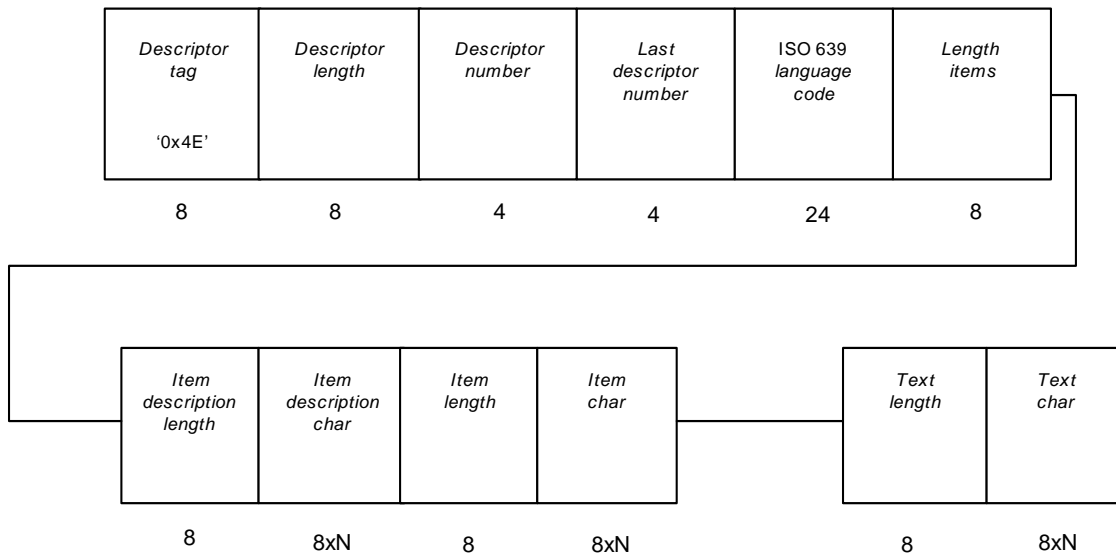 Descriptor
tag
‘0x4E’
Descriptor
length
Descriptor
number
Last
descriptor
number
ISO 639
language
code
Length
items
8
8
4
4
24
8
Item
description
length
Item
description
char
Item
length
Item
char
Text
length
Text
char
8
8xN
8
8xN
8
8xN